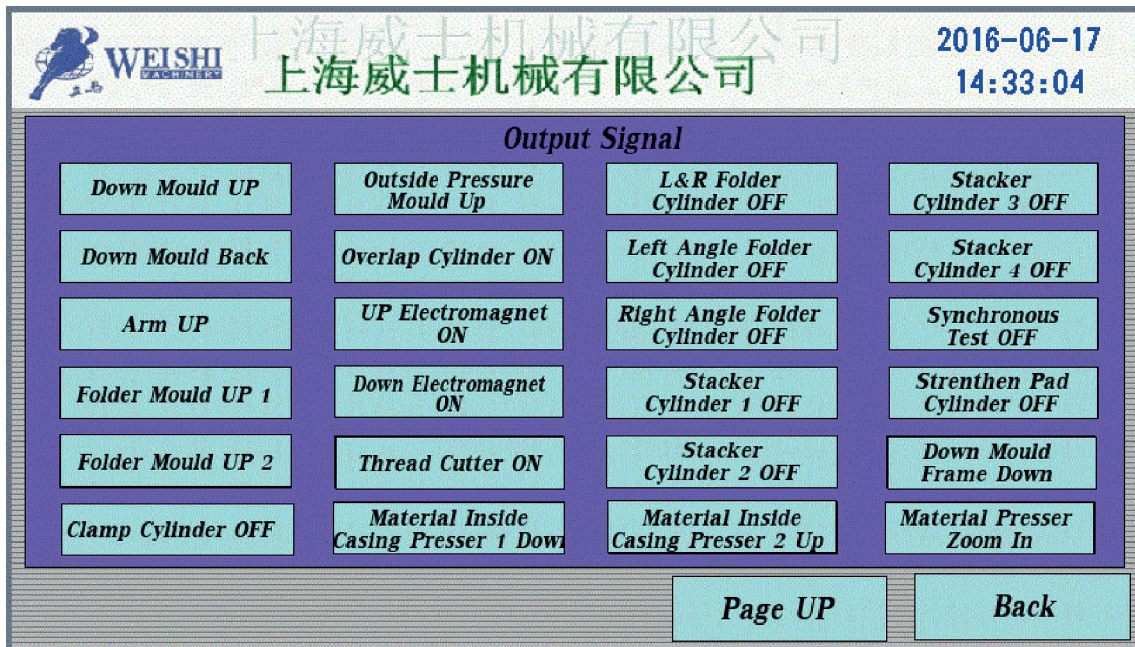 WEISHI
MACHINERY
上海威士机械有限公司
上海威士机械有限公司
2016-06-17
14:33:04
Output Signal
Down Mould UP
Outside Pressure
Mould Up
L&R Folder
Cylinder OFF
Stacker
Cylinder 3 OFF
Down Mould Back
Overlap Cylinder ON
Left Angle Folder
Cylinder OFF
Stacker
Cylinder 4 OFF
Arm UP
UP Electromagnet
ON
Right Angle Folder
Cylinder OFF
Synchronous
Test OFF
Folder Mould UP 1
Down Electromagnet
ON
Stacker
Cylinder 1 OFF
Strenthen Pad
Cylinder OFF
Folder Mould UP 2
Thread Cutter ON
Stacker
Cylinder 2 OFF
Down Mould
Frame Down
Clamp Cylinder OFF
Material Inside
Casing Presser 1 Down
Material Inside
Casing Presser 2 Up
Material Presser
Zoom In
Page UP
Back